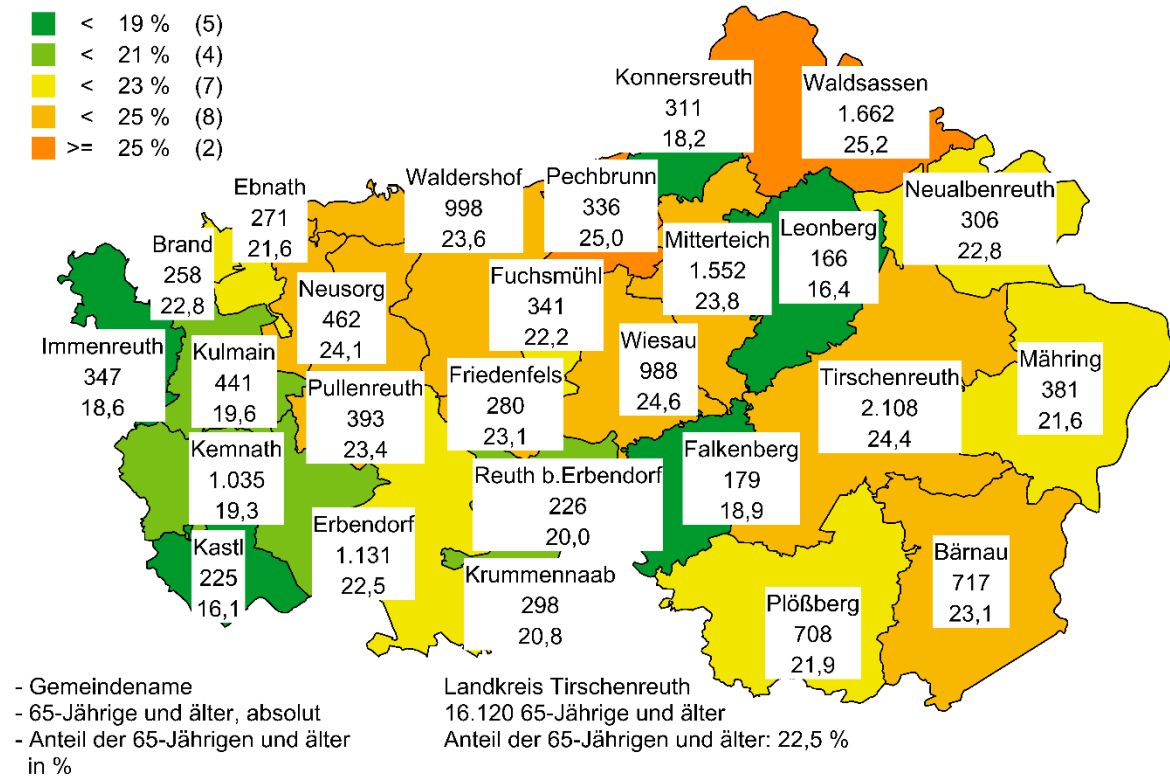 < 19 % (5)
< 21 % (4)
< 23 % (7)
< 25 % (8)
>= 25 % (2)
Konnersreuth
311
18,2
Waldsassen
1.662
25,2
Ebnath
271
21,6
Waldershof
998
23,6
Pechbrunn
336
25,0
Neualbenreuth
306
22,8
Brand
258
22,8
Mitterteich
1.552
23,8
Leonberg
166
16,4
Neusorg
462
24,1
Fuchsmühl
341
22,2
Immenreuth
347
18,6
Kulmain
441
19,6
Wiesau
988
24,6
Mähring
381
21,6
Pullenreuth
393
23,4
Friedenfels
280
23,1
Tirschenreuth
2.108
24,4
Kemnath
1.035
19,3
Reuth b.Erbendorf
226
20,0
Falkenberg
179
18,9
Erbendorf
1.131
22,5
Kastl
225
16,1
Krummennaab
298
20,8
Bärnau
717
23,1
Plößberg
708
21,9
- Gemeindename
- 65-Jährige und älter, absolut
- Anteil der 65-Jährigen und älter
in %
Landkreis Tirschenreuth
16.120 65-Jährige und älter
Anteil der 65-Jährigen und älter: 22,5 %